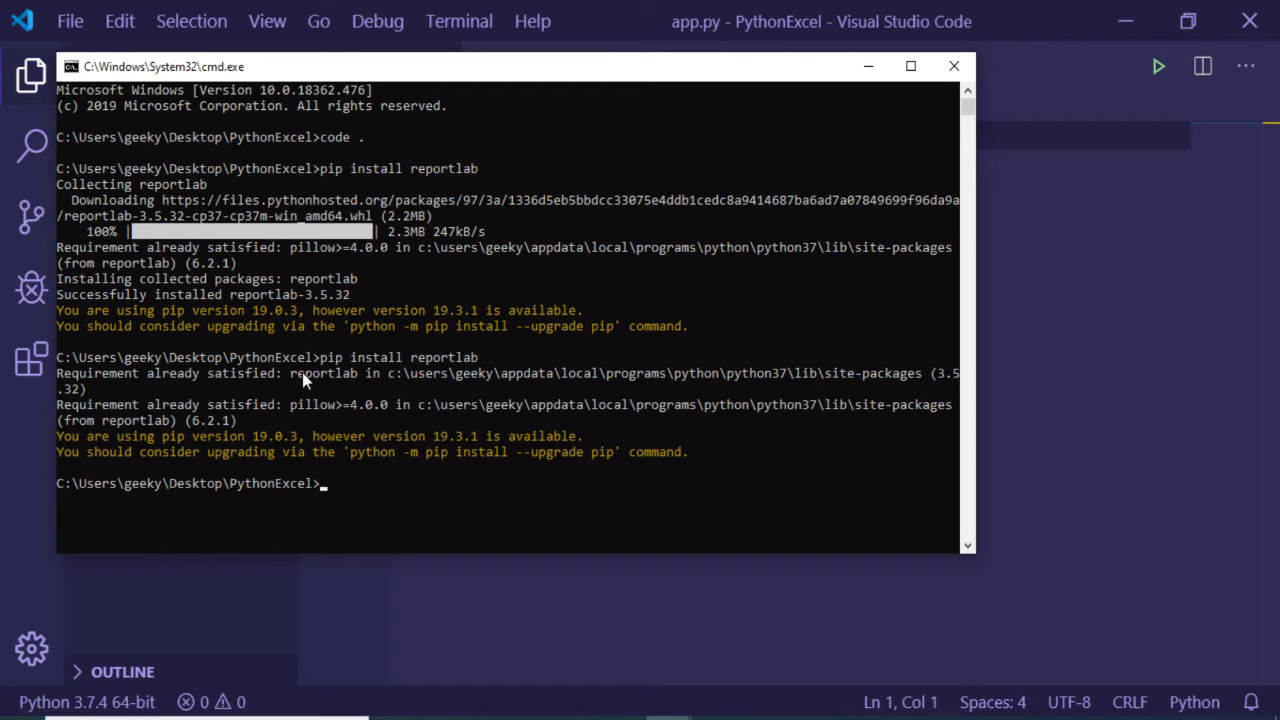 File Edit Selection View Go Debug Terminal Help app.py - PythonExcel - Visual Studio Code
C:\Windows\System32\cmd.exe
Microsoft Windows [Version 10.0.18362.476]
(c) 2019 Microsoft Corporation. All rights reserved.
C:\Users\geeky\Desktop\PythonExcel>code .
C:\Users\geeky\Desktop\PythonExcel>pip install reportlab
Collecting reportlab
Downloading https://files.pythonhosted.org/packages/97/3a/1336d5eb5bbdcc33075e4ddb1cedc8a9414687ba6ad7a07849699f96da9a
/reportlab-3.5.32-cp37-cp37m-win_amd64.whl (2.2MB)
100% | | 2.3MB 247kB/s
Requirement already satisfied: pillow>=4.0.0 in c:\users\geeky\appdata\local\programs\python\python37\lib\site-packages
(from reportlab) (6.2.1)
Installing collected packages: reportlab
Successfully installed reportlab-3.5.32
You are using pip version 19.0.3, however version 19.3.1 is available.
You should consider upgrading via the 'python -m pip install --upgrade pip' command.
C:\Users\geeky\Desktop\PythonExcel>pip install reportlab
Requirement already satisfied: reportlab in c:\users\geeky\appdata\local\programs\python\python37\lib\site-packages (3.5
.32)
Requirement already satisfied: pillow>=4.0.0 in c:\users\geeky\appdata\local\programs\python\python37\lib\site-packages
(from reportlab) (6.2.1)
You are using pip version 19.0.3, however version 19.3.1 is available.
You should consider upgrading via the 'python -m pip install --upgrade pip' command.
C:\Users\geeky\Desktop\PythonExcel>
OUTLINE
Python 3.7.4 64-bit 0 0 Ln 1, Col 1 Spaces: 4 UTF-8 CRLF Python